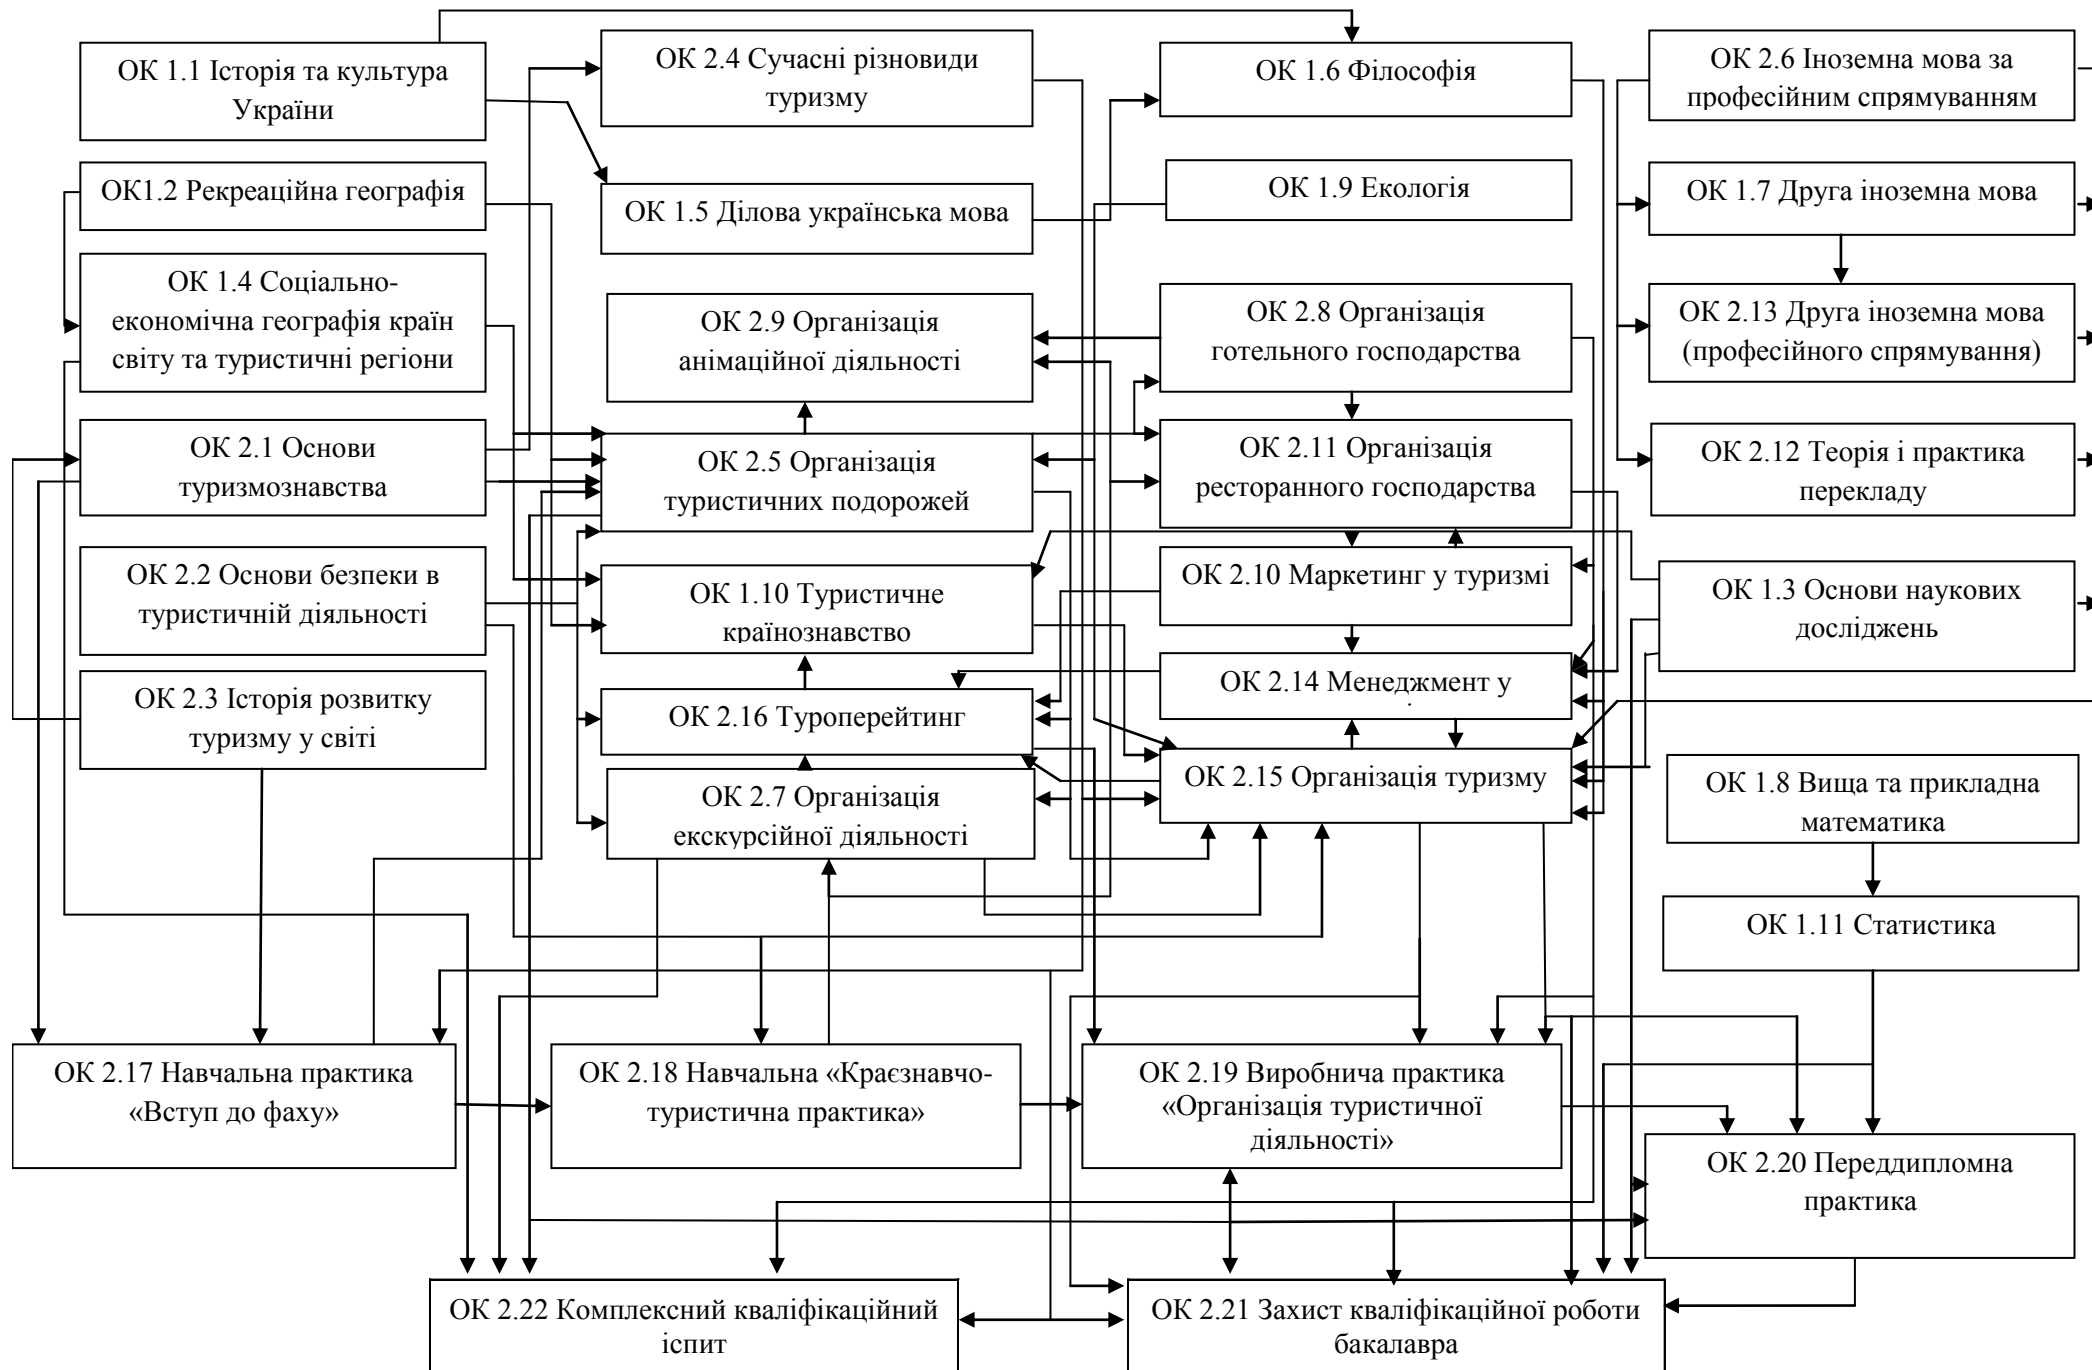 ОК 1.1 Історія та культура
України
ОК 2.4 Сучасні різновиди
туризму
ОК 1.6 Філософія
ОК 2.6 Іноземна мова за
професійним спрямуванням
ОК1.2 Рекреаційна географія
ОК 1.5 Ділова українська мова
ОК 1.9 Екологія
ОК 1.7 Друга іноземна мова
ОК 1.4 Соціально-
економічна географія країн
світу та туристичні регіони
ОК 2.9 Організація
анімаційної діяльності
ОК 2.8 Організація
готельного господарства
ОК 2.13 Друга іноземна мова
(професійного спрямування)
ОК 2.1 Основи
туризмознавства
ОК 2.5 Організація
туристичних подорожей
ОК 2.11 Організація
ресторанного господарства
ОК 2.12 Теорія і практика
перекладу
ОК 2.2 Основи безпеки в
туристичній діяльності
ОК 1.10 Туристичне
країнознавство
ОК 2.10 Маркетинг у туризмі
ОК 1.3 Основи наукових
досліджень
ОК 2.3 Історія розвитку
туризму у світі
ОК 2.16 Туроперейтинг
ОК 2.14 Менеджмент у
ОК 2.7 Організація
екскурсійної діяльності
ОК 2.15 Організація туризму
ОК 1.8 Вища та прикладна
математика
ОК 1.11 Статистика
ОК 2.17 Навчальна практика
«Вступ до фаху»
ОК 2.18 Навчальна «Краєзнавчо-
туристична практика»
ОК 2.19 Виробнича практика
«Організація туристичної
діяльності»
ОК 2.20 Переддипломна
практика
ОК 2.22 Комплексний кваліфікаційний
іспит
ОК 2.21 Захист кваліфікаційної роботи
бакалавра